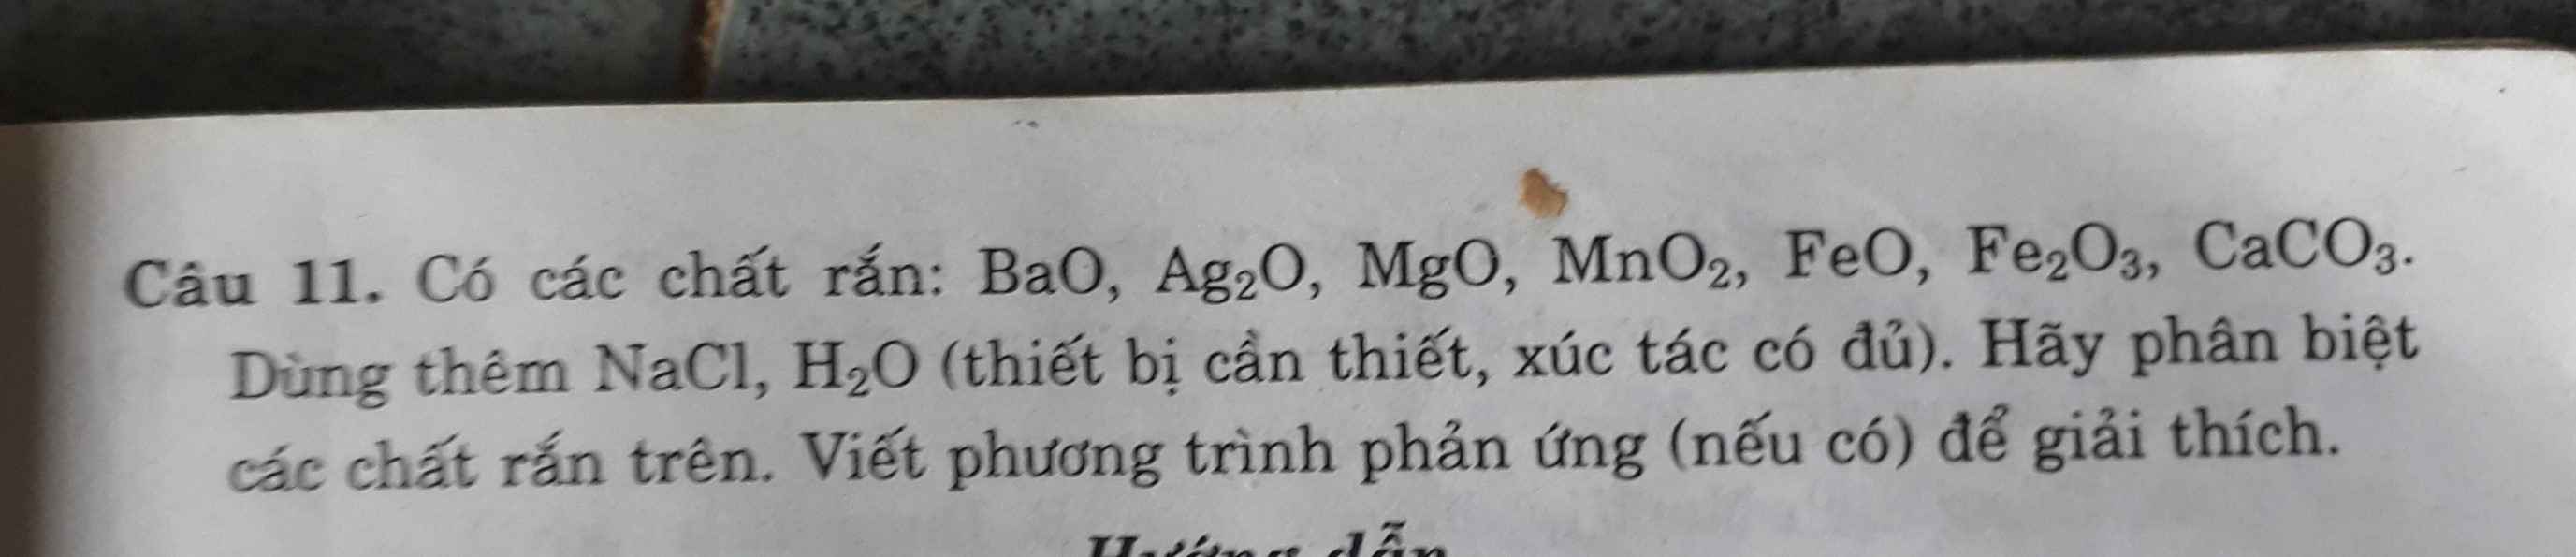 Câu 11. Có các chất rắn: BaO, Ag₂O, MgO, MnO₂, FeO, Fe₂O₃, CaCO₃.
Dùng thêm NaCl, H₂O (thiết bị cần thiết, xúc tác có đủ). Hãy phân biệt
các chất rắn trên. Viết phương trình phản ứng (nếu có) để giải thích.
Hướng dẫn